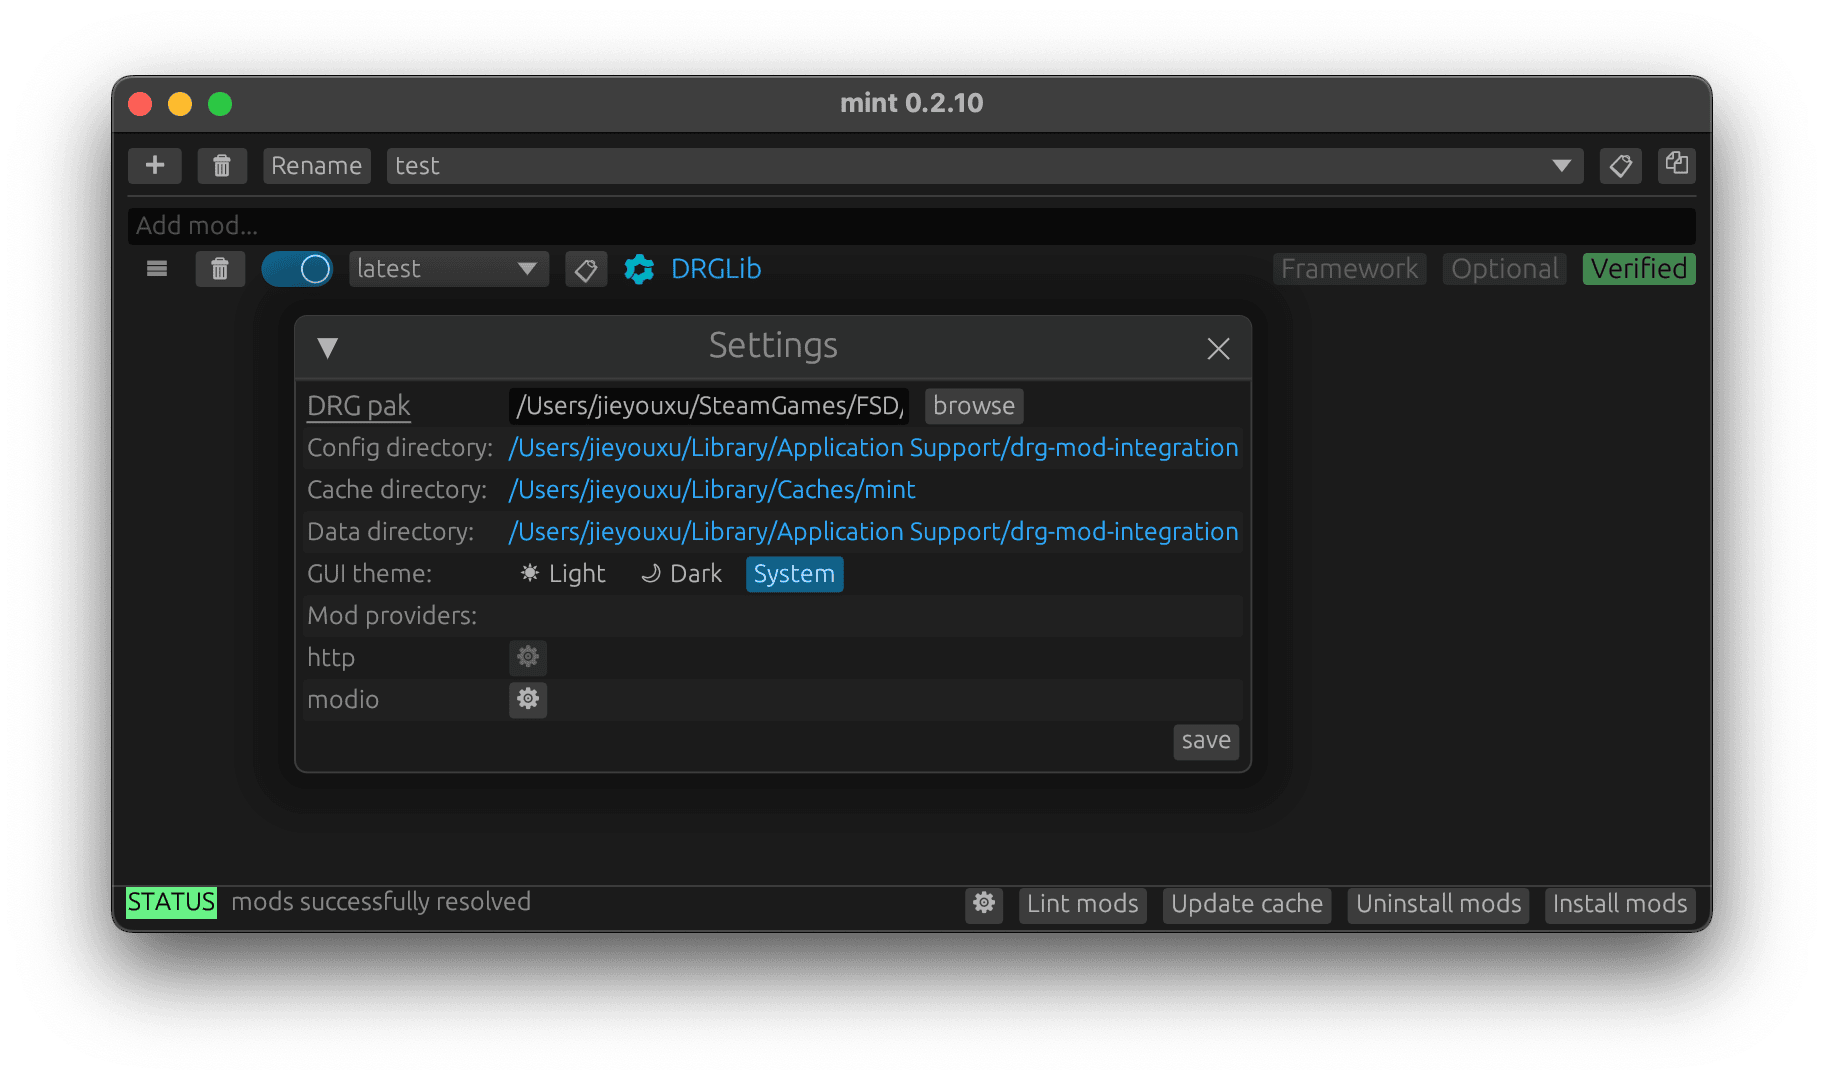 mint 0.2.10
Rename test
Add mod...
latest DRGLib Framework Optional Verified
Settings
DRG pak /Users/jieyouxu/SteamGames/FSD/ browse
Config directory: /Users/jieyouxu/Library/Application Support/drg-mod-integration
Cache directory: /Users/jieyouxu/Library/Caches/mint
Data directory: /Users/jieyouxu/Library/Application Support/drg-mod-integration
GUI theme: Light Dark System
Mod providers:
http
modio
save
STATUS mods successfully resolved Lint mods Update cache Uninstall mods Install mods